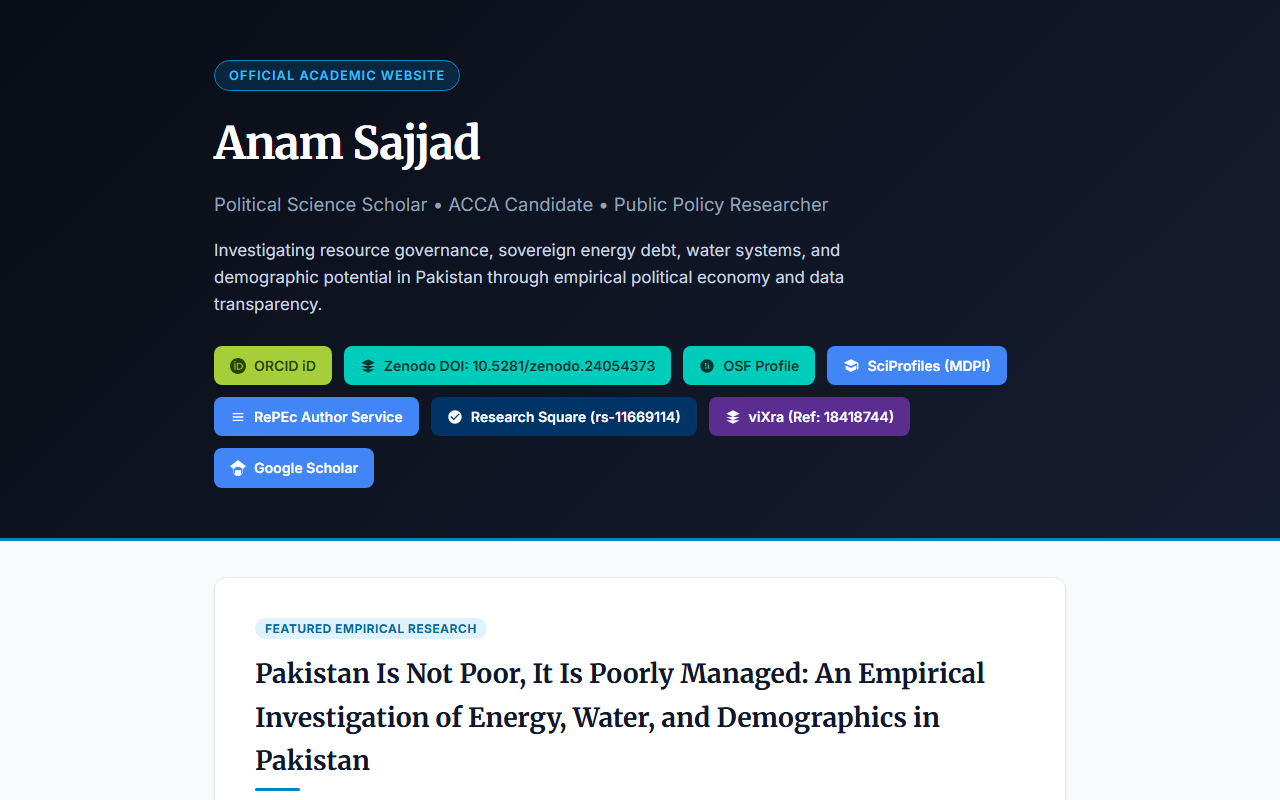 OFFICIAL ACADEMIC WEBSITE
Anam Sajjad
Political Science Scholar • ACCA Candidate • Public Policy Researcher
Investigating resource governance, sovereign energy debt, water systems, and
demographic potential in Pakistan through empirical political economy and data
transparency.
ORCID iD
Zenodo DOI: 10.5281/zenodo.24054373
OSF Profile
SciProfiles (MDPI)
RePEc Author Service
Research Square (rs-11669114)
viXra (Ref: 18418744)
Google Scholar
FEATURED EMPIRICAL RESEARCH
Pakistan Is Not Poor, It Is Poorly Managed: An Empirical
Investigation of Energy, Water, and Demographics in
Pakistan